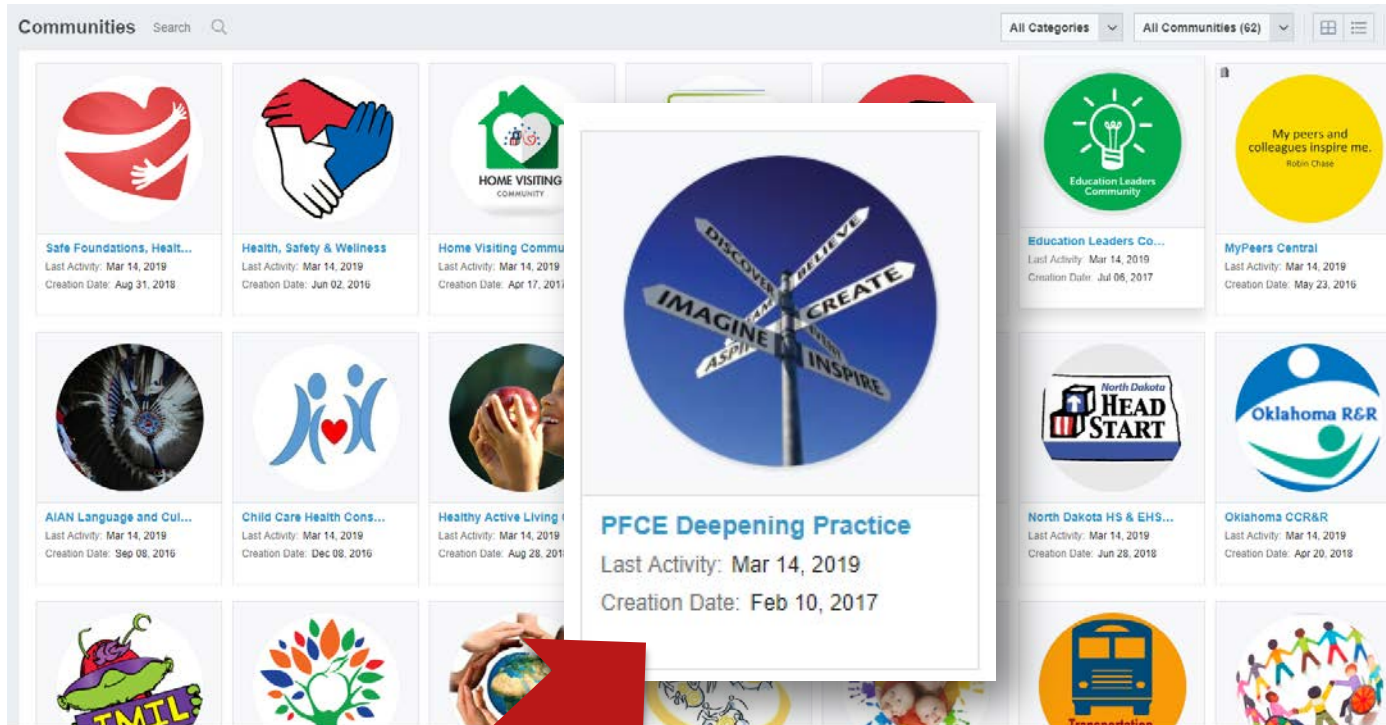 Communities Search
All Categories
All Communities (62)
HOME VISITING
COMMUNITY
Education Leaders
Community
My peers and
colleagues inspire me.
Robin Chase
Safe Foundations, Healt...
Last Activity: Mar 14, 2019
Creation Date: Aug 31, 2018
Health, Safety & Wellness
Last Activity: Mar 14, 2019
Creation Date: Jun 02, 2016
Home Visiting Commu
Last Activity: Mar 14, 2019
Creation Date: Apr 17, 2017
Education Leaders Co...
Last Activity: Mar 14, 2019
Creation Date: Jul 06, 2017
MyPeers Central
Last Activity: Mar 14, 2019
Creation Date: May 23, 2016
DISCOVER
BELIEVE
IMAGINE
CREATE
INSPIRE
PFCE Deepening Practice
Last Activity: Mar 14, 2019
Creation Date: Feb 10, 2017
North Dakota
HEAD
START
Oklahoma R&R
AIAN Language and Cul...
Last Activity: Mar 14, 2019
Creation Date: Sep 08, 2016
Child Care Health Cons...
Last Activity: Mar 14, 2019
Creation Date: Dec 08, 2016
Healthy Active Living
Last Activity: Mar 14, 2019
Creation Date: Aug 28, 201
North Dakota HS & EHS...
Last Activity: Mar 14, 2019
Creation Date: Jun 28, 2018
Oklahoma CCR&R
Last Activity: Mar 14, 2019
Creation Date: Apr 20, 2018
IMIL
Transportation